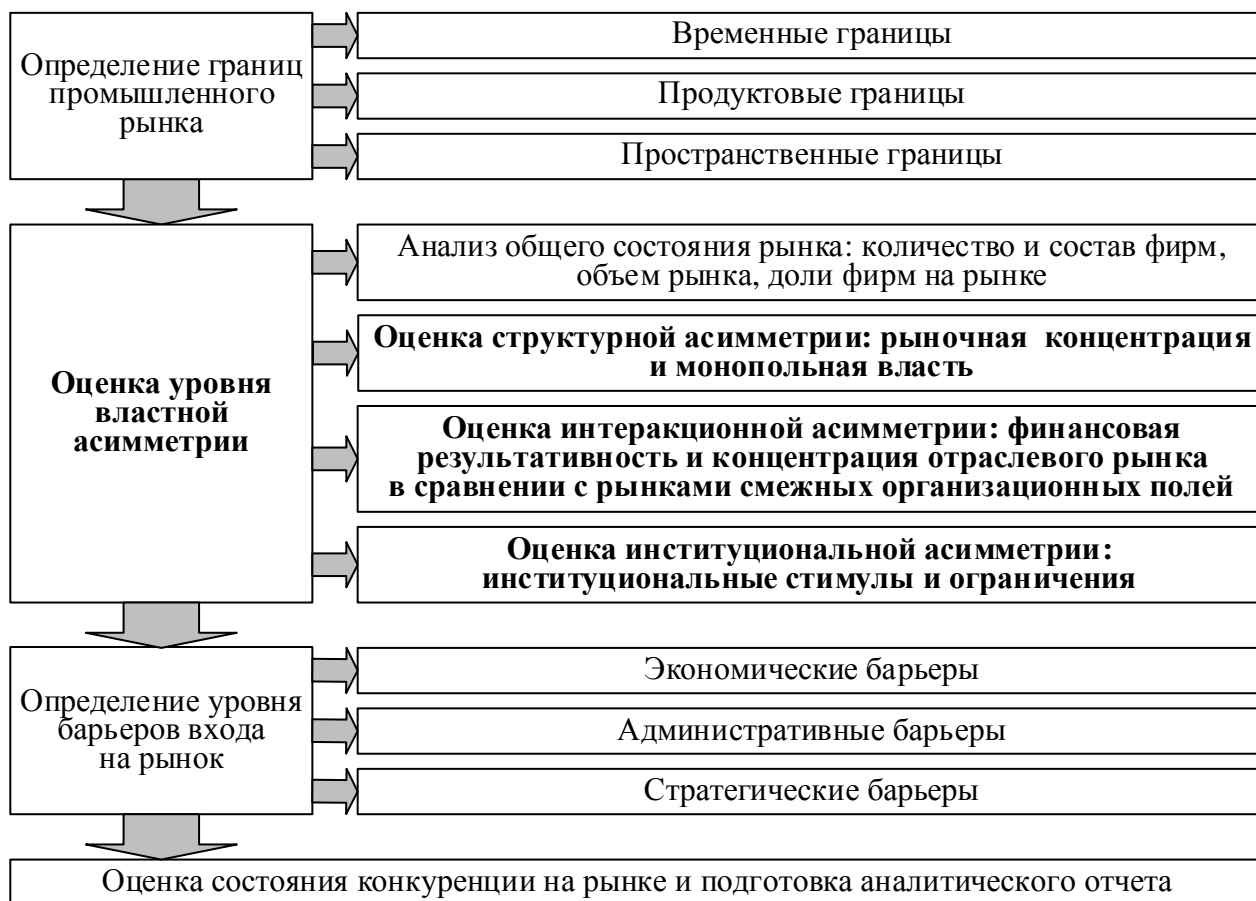 Определение границ
промышленного
рынка
Временные границы
Продуктовые границы
Пространственные границы
Оценка уровня
властной
асимметрии
Анализ общего состояния рынка: количество и состав фирм,
объем рынка, доли фирм на рынке
Оценка структурной асимметрии: рыночная концентрация
и монопольная власть
Оценка интеракционной асимметрии: финансовая
результативность и концентрация отраслевого рынка
в сравнении с рынками смежных организационных полей
Оценка институциональной асимметрии:
институциональные стимулы и ограничения
Определение уровня
барьеров входа
на рынок
Экономические барьеры
Административные барьеры
Стратегические барьеры
Оценка состояния конкуренции на рынке и подготовка аналитического отчета